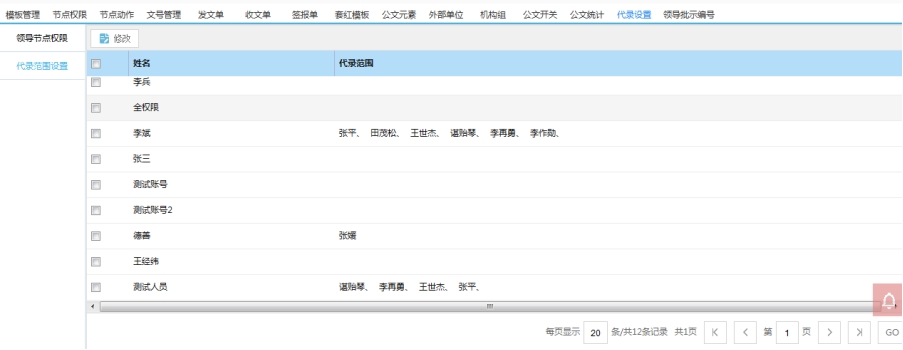 模板管理 节点权限 节点动作 文号管理 发文单 收文单 签报单 套红模板 公文元素 外部单位 机构组 公文开关 公文统计 代录设置 领导批示编号
领导节点权限
代录范围设置
修改
姓名 代录范围
李兵
全权限
李斌 张平、 田茂松、 王世杰、 谌贻琴、 李再勇、 李作勋、
张三
测试账号
测试账号2
德善 张媛
王经纬
测试人员 谌贻琴、 李再勇、 王世杰、 张平、
每页显示 20 条/共12条记录 共1页 第 1 页 GO